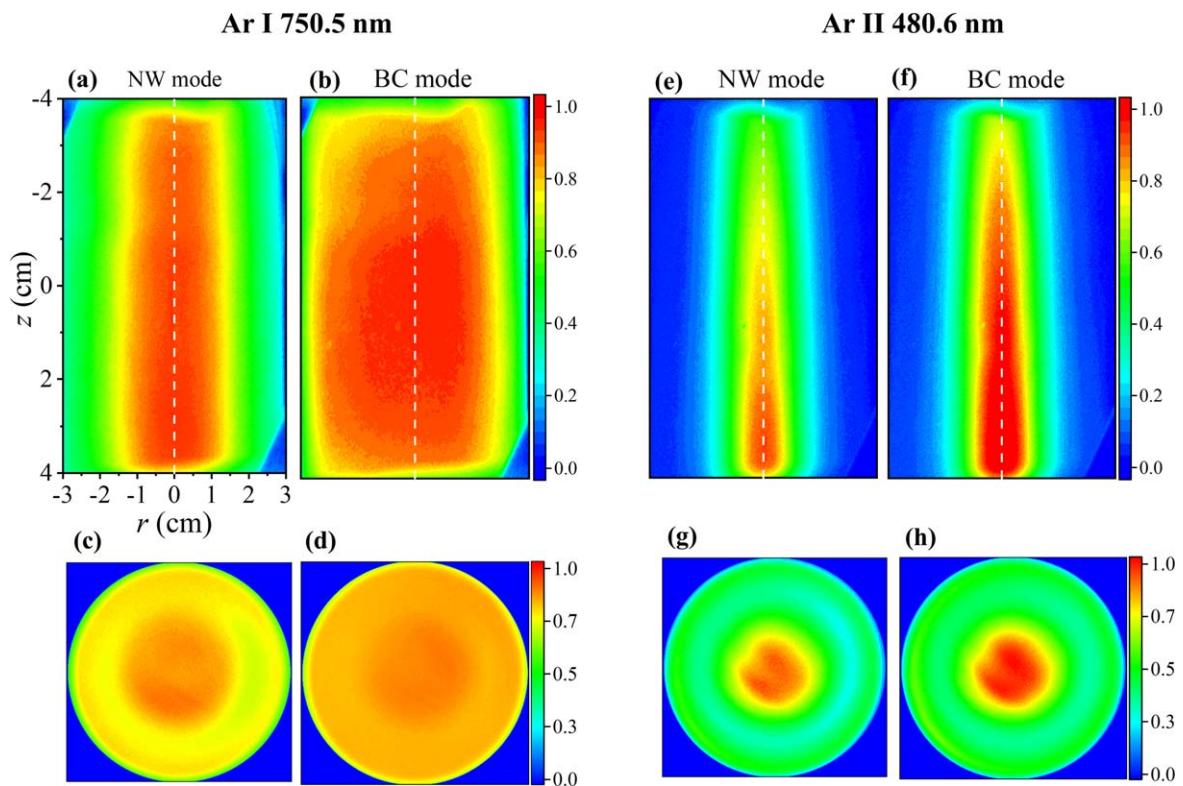 Ar I 750.5 nm
Ar II 480.6 nm
(a) NW mode
(b) BC mode
(e) NW mode
(f) BC mode
-4
-2
0
2
4
z (cm)
-3 -2 -1 0 1 2 3
r (cm)
1.0
0.8
0.6
0.4
0.2
0.0
1.0
0.8
0.6
0.4
0.2
0.0
(c)
(d)
(g)
(h)
1.0
0.7
0.5
0.3
0.0
1.0
0.7
0.5
0.3
0.0